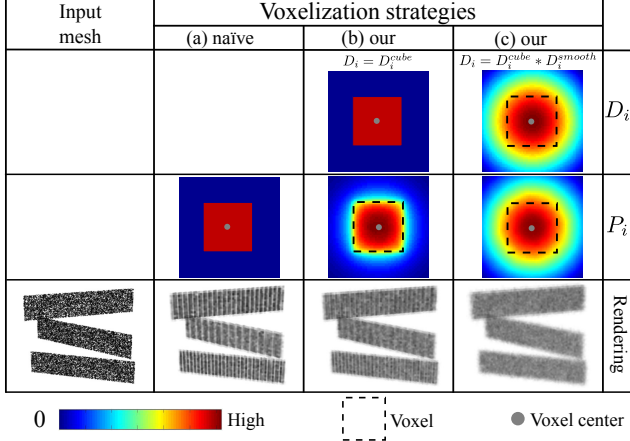 Input mesh
Voxelization strategies
(a) naïve
(b) our
(c) our
$D_i = D_i^{cube}$
$D_i = D_i^{cube} * D_i^{smooth}$
$D_i$
$P_i$
Rendering
0
High
Voxel
Voxel center